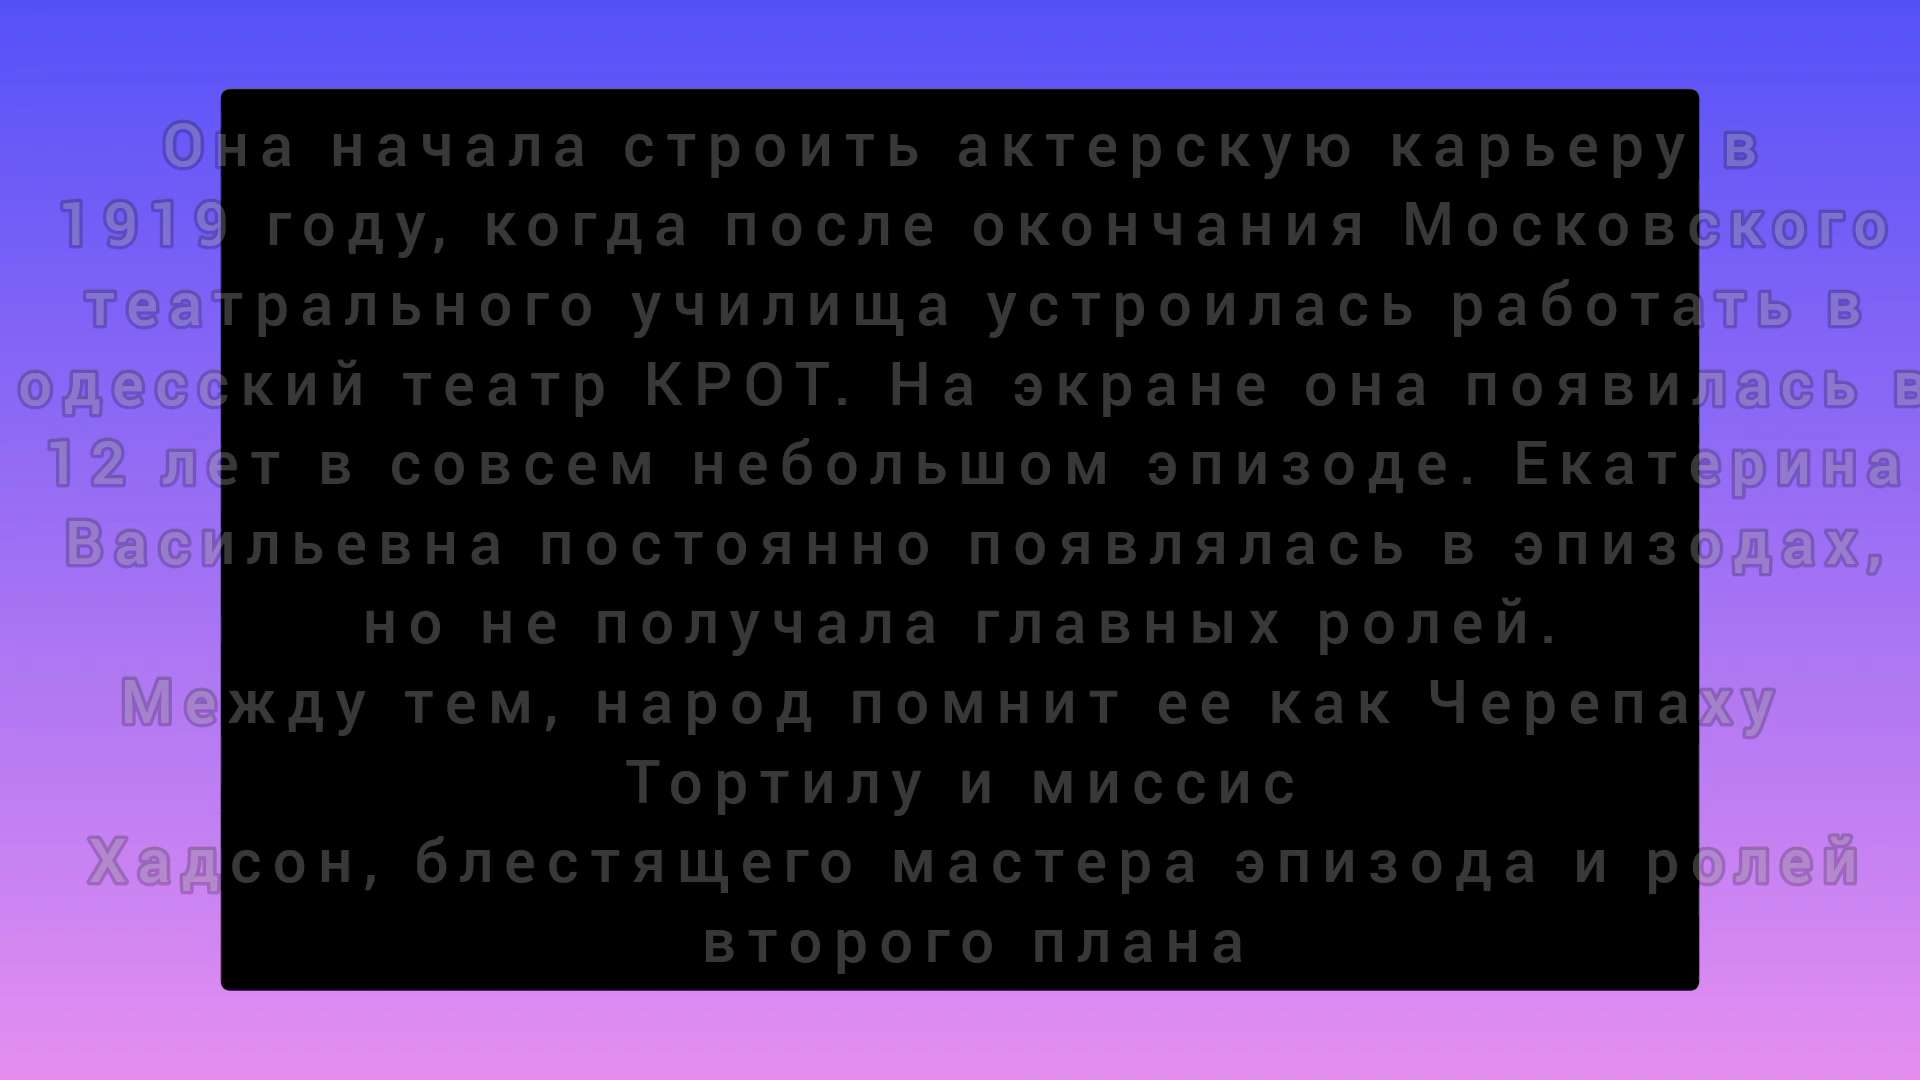 Она начала строить актерскую карьеру в
1919 году, когда после окончания Московского
театрального училища устроилась работать в
одесский театр КРОТ. На экране она появилась в
12 лет в совсем небольшом эпизоде. Екатерина
Васильевна постоянно появлялась в эпизодах,
но не получала главных ролей.
Между тем, народ помнит ее как Черепаху
Тортилу и миссис
Хадсон, блестящего мастера эпизода и ролей
второго плана